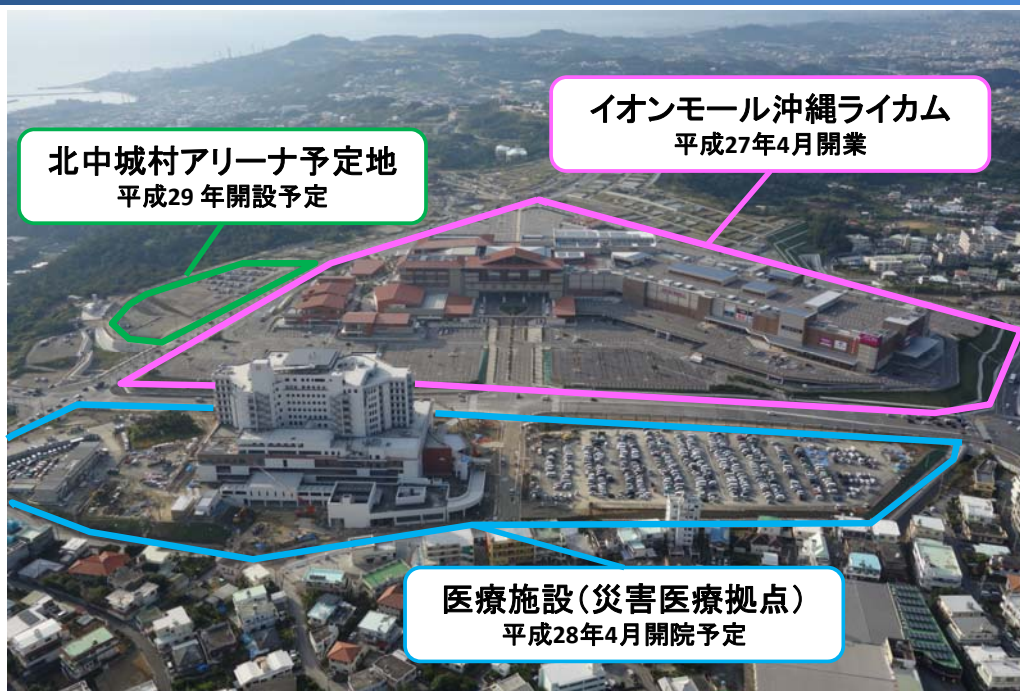 イオンモール沖縄ライカム
平成27年4月開業
北中城村アリーナ予定地
平成29 年開設予定
医療施設（災害医療拠点）
平成28年4月開院予定